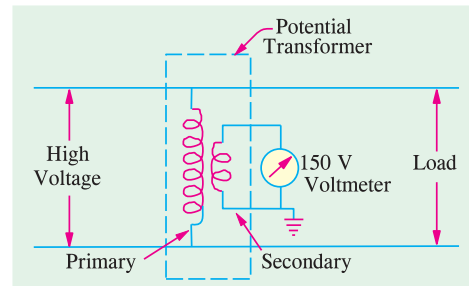 Potential
Transformer
High
Voltage
150 V
Voltmeter
Load
Primary
Secondary